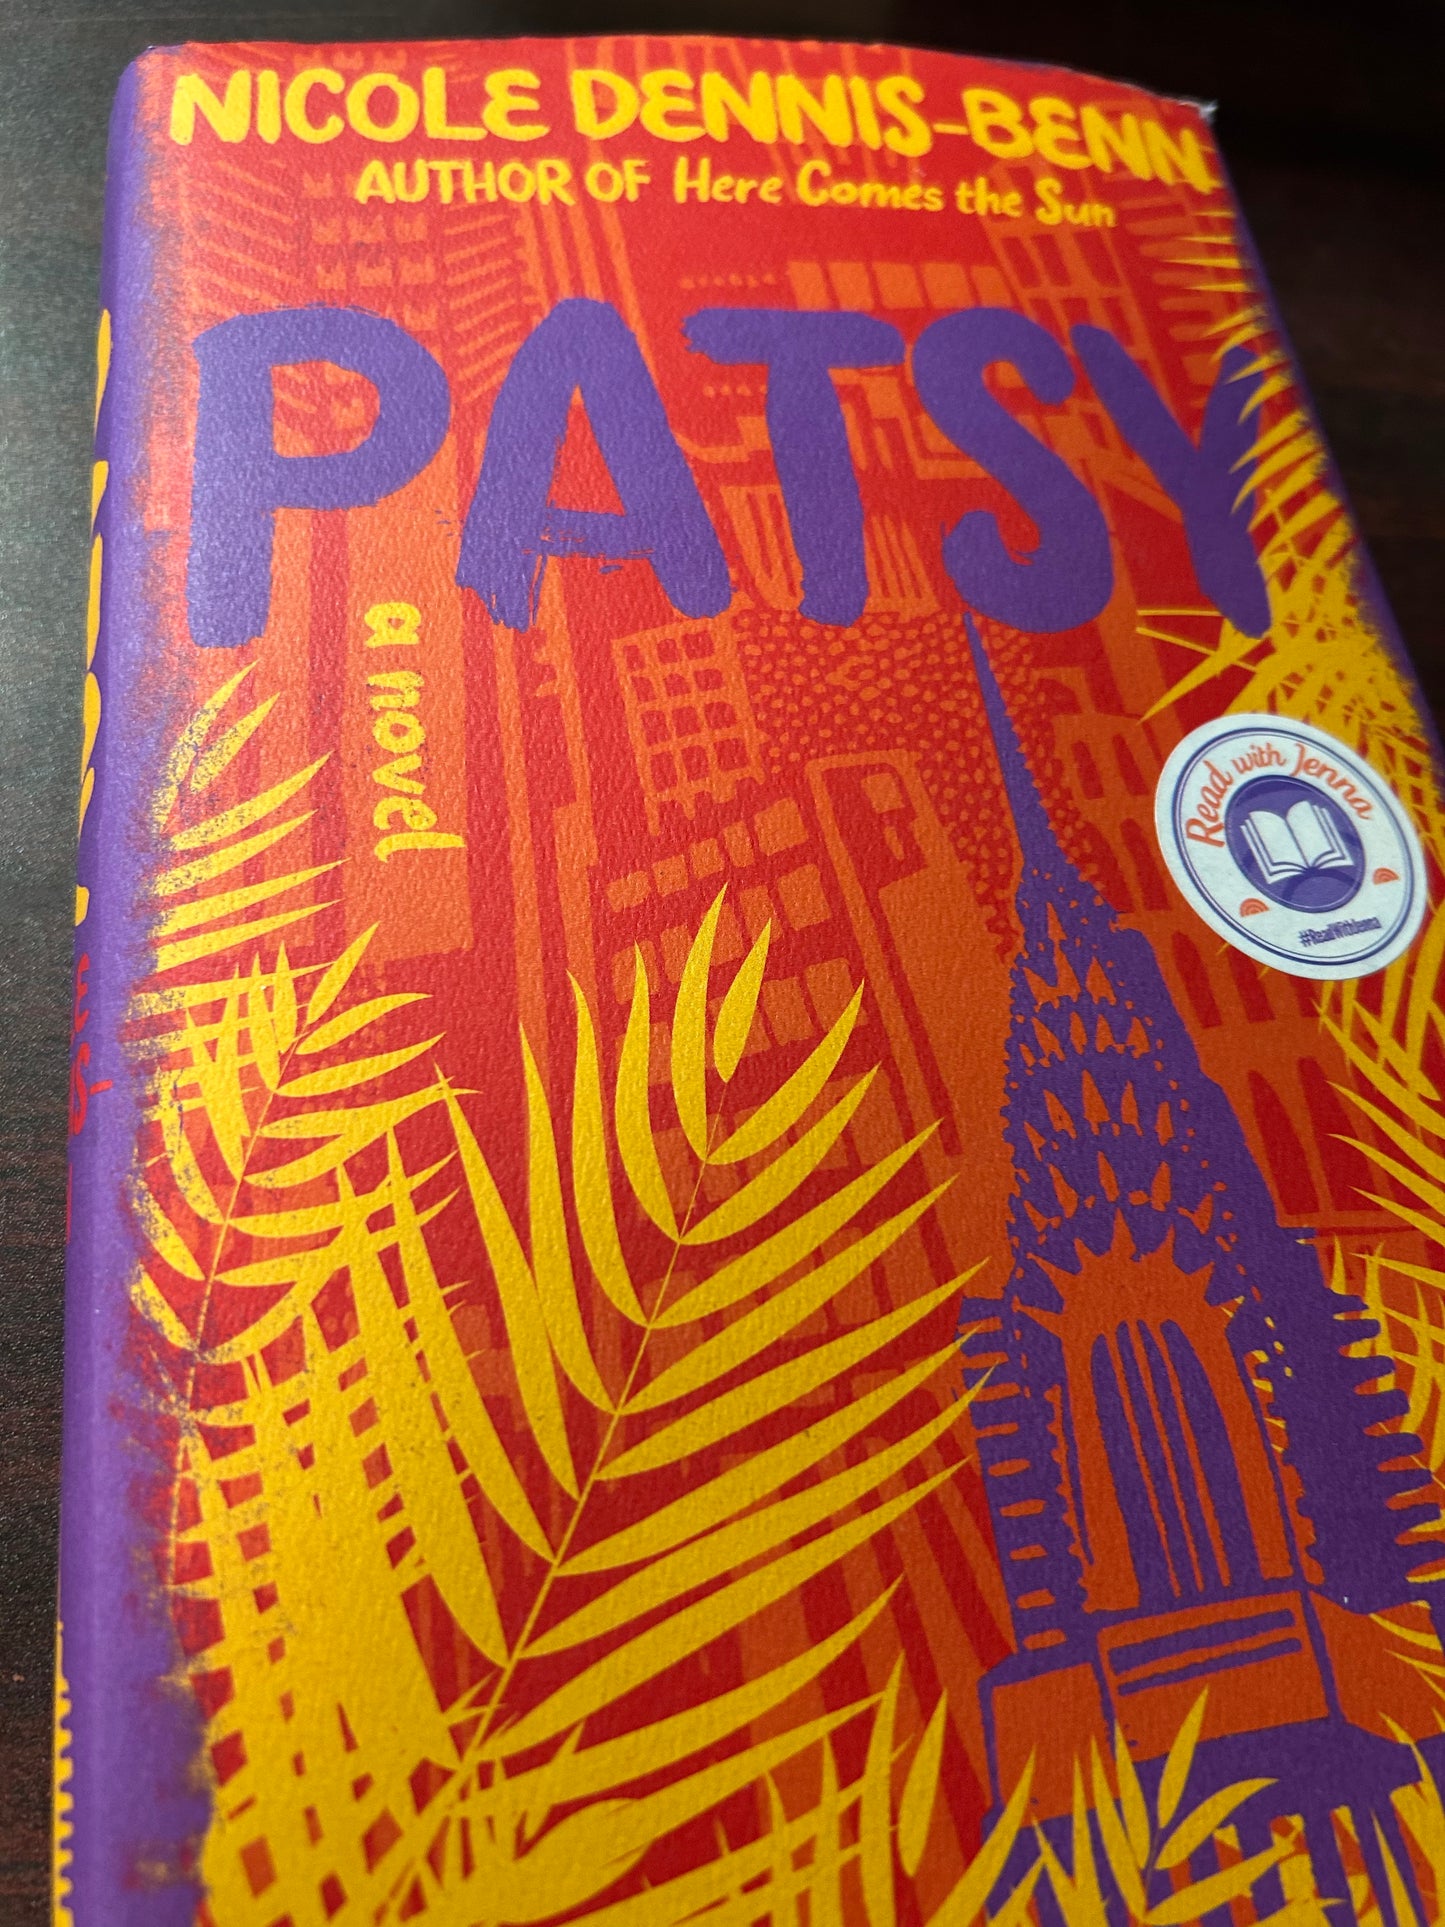 NICOLE DENNIS-BENN
AUTHOR OF Here Comes the Sun
PATSY
a novel
Read with Jenna
#ReadWithJenna